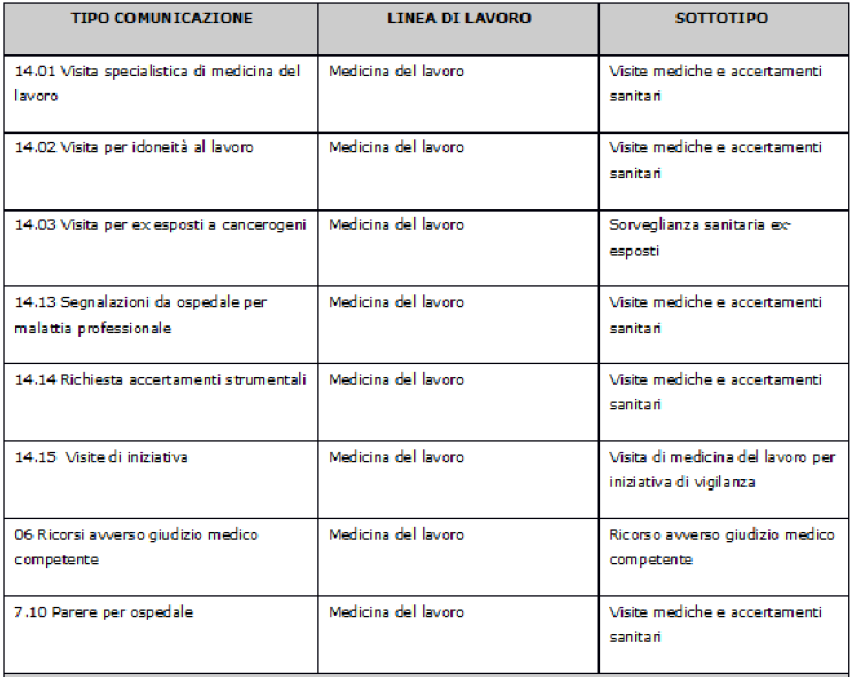 TIPO COMUNICAZIONE LINEA DI LAVORO SOTTOTIPO
14.01 Visita specialistica di medicina del Medicina del lavoro Visite mediche e accertamenti
lavoro sanitari
14.02 Visita per idoneità al lavoro Medicina del lavoro Visite mediche e accertamenti
sanitari
14.03 Visita per ex esposti a cancerogeni Medicina del lavoro Sorveglianza sanitaria ex-
esposti
14.13 Segnalazioni da ospedale per Medicina del lavoro Visite mediche e accertamenti
malattia professionale sanitari
14.14 Richiesta accertamenti strumentali Medicina del lavoro Visite mediche e accertamenti
sanitari
14.15 Visite di iniziativa Medicina del lavoro Visita di medicina del lavoro per
iniziativa di vigilanza
06 Ricorsi avverso giudizio medico Medicina del lavoro Ricorso avverso giudizio medico
competente competente
7.10 Parere per ospedale Medicina del lavoro Visite mediche e accertamenti
sanitari